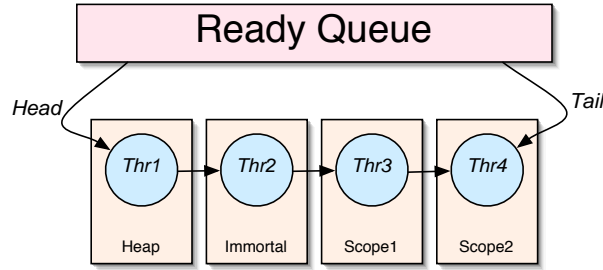 Ready Queue
Head
Tail
Thr1 Thr2 Thr3 Thr4
Heap Immortal Scope1 Scope2